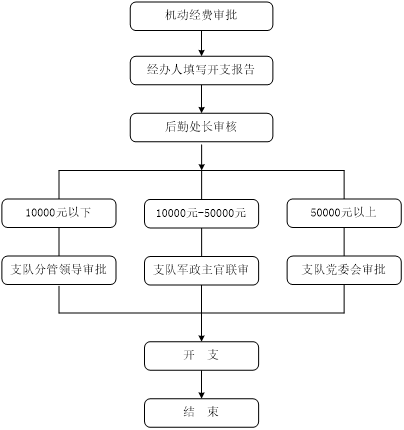 机动经费审批
经办人填写开支报告
后勤处长审核
10000元以下
10000元-50000元
50000元以上
支队分管领导审批
支队军政主官联审
支队党委会审批
开 支
结 束